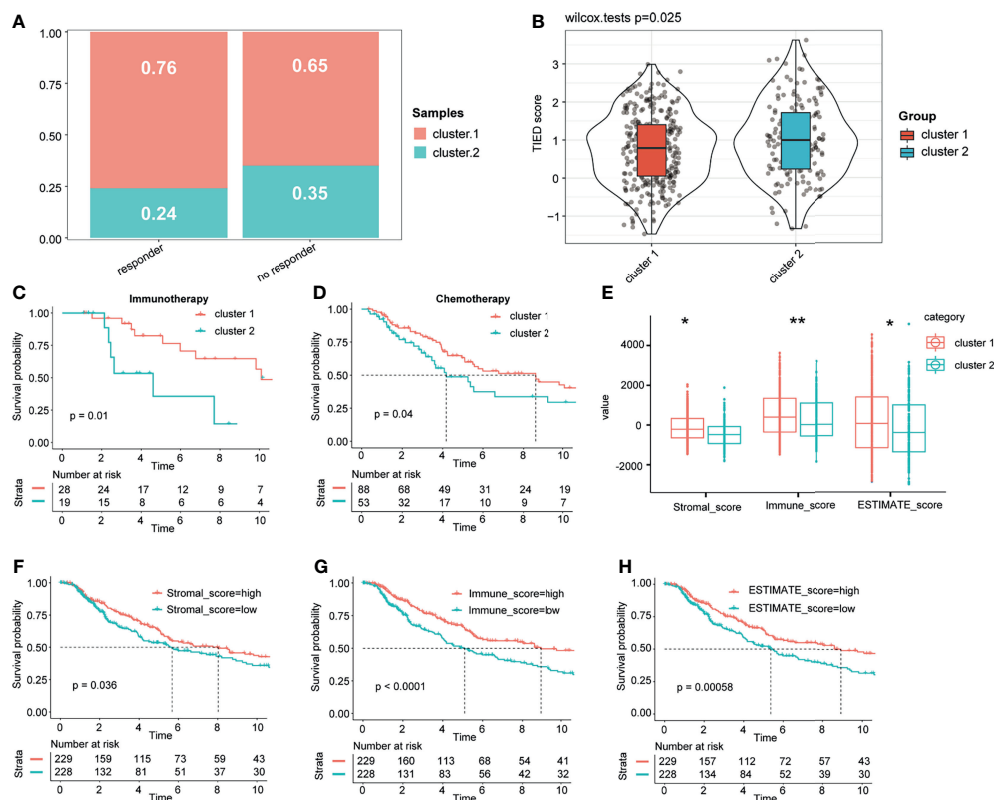 A
1.00
0.75
0.50
0.25
0.00
0.76
0.65
0.24
0.35
responder
no responder
Samples
cluster.1
cluster.2
B
wilcox.tests p=0.025
TIED score
3
2
1
0
−1
cluster 1
cluster 2
Group
cluster 1
cluster 2
C
Immunotherapy
Survival probability
1.00
0.75
0.50
0.25
0.00
cluster 1
cluster 2
p = 0.01
0 2 4 6 8 10
Time
Number at risk
Strata
28 24 17 12 9 7
19 15 8 6 6 4
0 2 4 6 8 10
Time
D
Chemotherapy
Survival probability
1.00
0.75
0.50
0.25
0.00
cluster 1
cluster 2
p = 0.04
0 2 4 6 8 10
Time
Number at risk
Strata
88 68 49 31 24 19
53 32 17 10 9 7
0 2 4 6 8 10
Time
E
value
4000
2000
0
-2000
* ** *
Stromal_score Immune_score ESTIMATE_score
category
cluster 1
cluster 2
F
Survival probability
1.00
0.75
0.50
0.25
0.00
Stromal_score=high
Stromal_score=low
p = 0.036
0 2 4 6 8 10
Time
Number at risk
Strata
229 159 115 73 59 43
228 132 81 51 37 30
0 2 4 6 8 10
Time
G
Survival probability
1.00
0.75
0.50
0.25
0.00
Immune_score=high
Immune_score=low
p < 0.0001
0 2 4 6 8 10
Time
Number at risk
Strata
229 160 113 68 54 41
228 131 83 56 42 32
0 2 4 6 8 10
Time
H
Survival probability
1.00
0.75
0.50
0.25
0.00
ESTIMATE_score=high
ESTIMATE_score=low
p = 0.00058
0 2 4 6 8 10
Time
Number at risk
Strata
229 157 112 72 57 43
228 134 84 52 39 30
0 2 4 6 8 10
Time